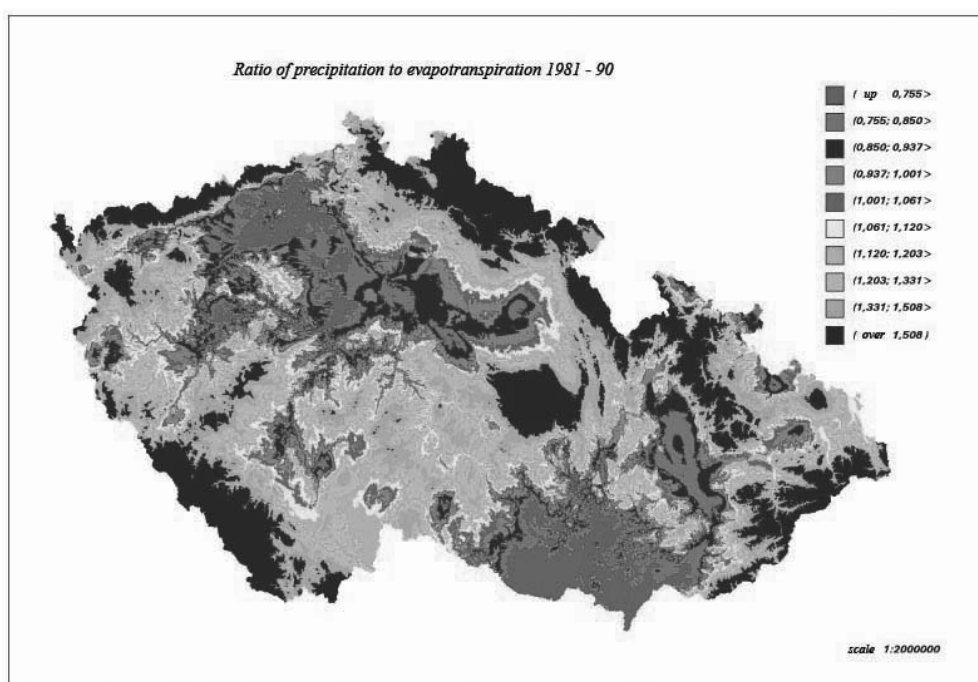 Ratio of precipitation to evapotranspiration 1981 - 90
( up 0,755>
(0,755; 0,850>
(0,850; 0,937>
(0,937; 1,001>
(1,001; 1,061>
(1,061; 1,120>
(1,120; 1,203>
(1,203; 1,331>
(1,331; 1,508>
( over 1,508)
scale 1:2000000